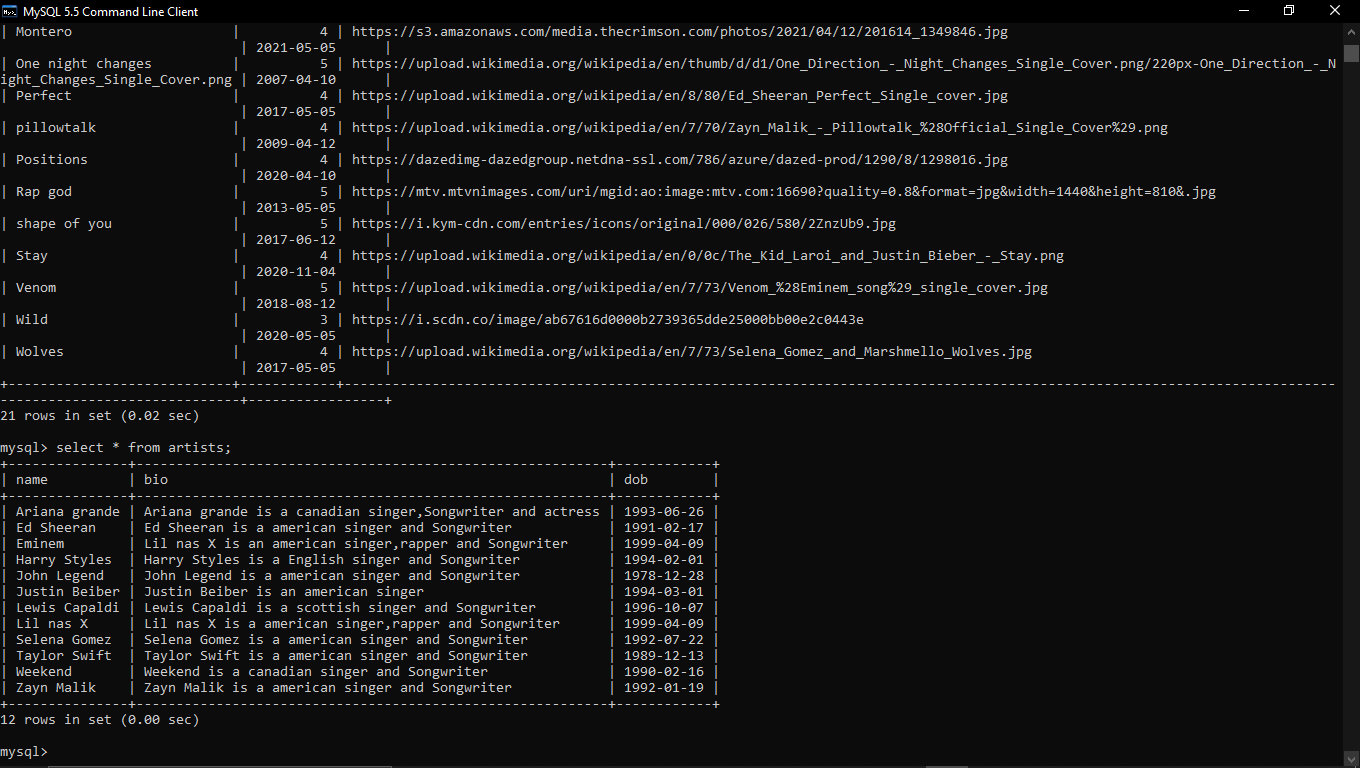 MySQL 5.5 Command Line Client
| Montero                    |          4 | https://s3.amazonaws.com/media.thecrimson.com/photos/2021/04/12/201614_1349846.jpg
                              | 2021-05-05      |
| One night changes          |          5 | https://upload.wikimedia.org/wikipedia/en/thumb/d/d1/One_Direction_-_Night_Changes_Single_Cover.png/220px-One_Direction_-_N
ight_Changes_Single_Cover.png | 2007-04-10      |
| Perfect                    |          4 | https://upload.wikimedia.org/wikipedia/en/8/80/Ed_Sheeran_Perfect_Single_cover.jpg
                              | 2017-05-05      |
| pillowtalk                 |          4 | https://upload.wikimedia.org/wikipedia/en/7/70/Zayn_Malik_-_Pillowtalk_%28Official_Single_Cover%29.png
                              | 2009-04-12      |
| Positions                  |          4 | https://dazedimg-dazedgroup.netdna-ssl.com/786/azure/dazed-prod/1290/8/1298016.jpg
                              | 2020-04-10      |
| Rap god                    |          5 | https://mtv.mtvnimages.com/uri/mgid:ao:image:mtv.com:16690?quality=0.8&format=jpg&width=1440&height=810&.jpg
                              | 2013-05-05      |
| shape of you               |          5 | https://i.kym-cdn.com/entries/icons/original/000/026/580/2ZnzUb9.jpg
                              | 2017-06-12      |
| Stay                       |          4 | https://upload.wikimedia.org/wikipedia/en/0/0c/The_Kid_Laroi_and_Justin_Bieber_-_Stay.png
                              | 2020-11-04      |
| Venom                      |          5 | https://upload.wikimedia.org/wikipedia/en/7/73/Venom_%28Eminem_song%29_single_cover.jpg
                              | 2018-08-12      |
| Wild                       |          3 | https://i.scdn.co/image/ab67616d0000b2739365dde25000bb00e2c0443e
                              | 2020-05-05      |
| Wolves                     |          4 | https://upload.wikimedia.org/wikipedia/en/7/73/Selena_Gomez_and_Marshmello_Wolves.jpg
                              | 2017-05-05      |
21 rows in set (0.02 sec)
mysql> select * from artists;
| name          | bio                                                       | dob        |
| Ariana grande | Ariana grande is a canadian singer,Songwriter and actress | 1993-06-26 |
| Ed Sheeran    | Ed Sheeran is a american singer and Songwriter            | 1991-02-17 |
| Eminem        | Lil nas X is an american singer,rapper and Songwriter     | 1999-04-09 |
| Harry Styles  | Harry Styles is a English singer and Songwriter           | 1994-02-01 |
| John Legend   | John Legend is a american singer and Songwriter           | 1978-12-28 |
| Justin Beiber | Justin Beiber is an american singer                       | 1994-03-01 |
| Lewis Capaldi | Lewis Capaldi is a scottish singer and Songwriter         | 1996-10-07 |
| Lil nas X     | Lil nas X is a american singer,rapper and Songwriter      | 1999-04-09 |
| Selena Gomez  | Selena Gomez is a american singer and Songwriter          | 1992-07-22 |
| Taylor Swift  | Taylor Swift is a american singer and Songwriter          | 1989-12-13 |
| Weekend       | Weekend is a canadian singer and Songwriter               | 1990-02-16 |
| Zayn Malik    | Zayn Malik is a american singer and Songwriter            | 1992-01-19 |
12 rows in set (0.00 sec)
mysql>